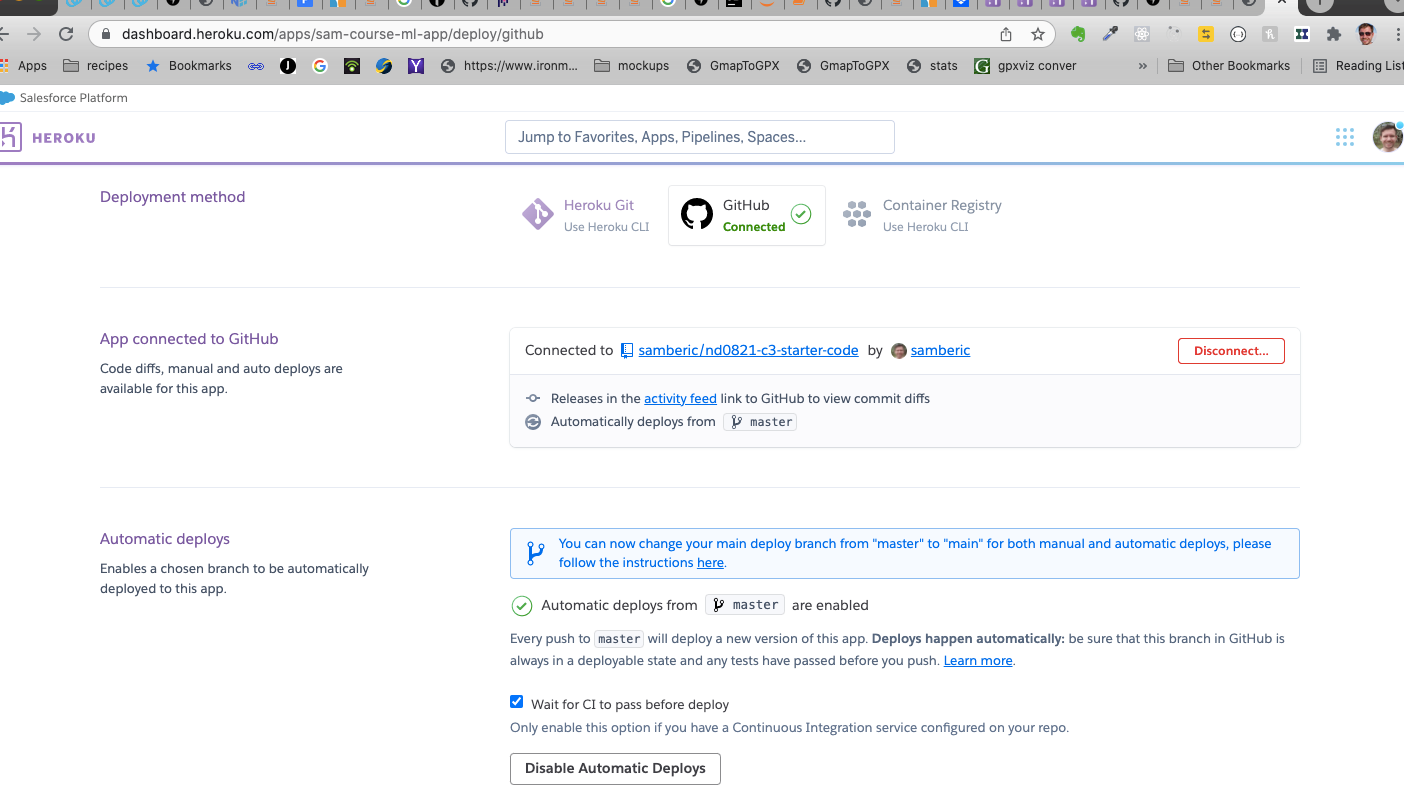 dashboard.heroku.com/apps/sam-course-ml-app/deploy/github
Apps recipes Bookmarks https://www.ironm... mockups GmapToGPX GmapToGPX stats gpxviz conver » Other Bookmarks Reading List
Salesforce Platform
HEROKU
Jump to Favorites, Apps, Pipelines, Spaces...
Deployment method
Heroku Git
Use Heroku CLI
GitHub
Connected
Container Registry
Use Heroku CLI
App connected to GitHub
Code diffs, manual and auto deploys are
available for this app.
Connected to samberic/nd0821-c3-starter-code by samberic
Disconnect...
Releases in the activity feed link to GitHub to view commit diffs
Automatically deploys from master
Automatic deploys
Enables a chosen branch to be automatically
deployed to this app.
You can now change your main deploy branch from "master" to "main" for both manual and automatic deploys, please
follow the instructions here.
Automatic deploys from master are enabled
Every push to master will deploy a new version of this app. Deploys happen automatically: be sure that this branch in GitHub is
always in a deployable state and any tests have passed before you push. Learn more.
Wait for CI to pass before deploy
Only enable this option if you have a Continuous Integration service configured on your repo.
Disable Automatic Deploys